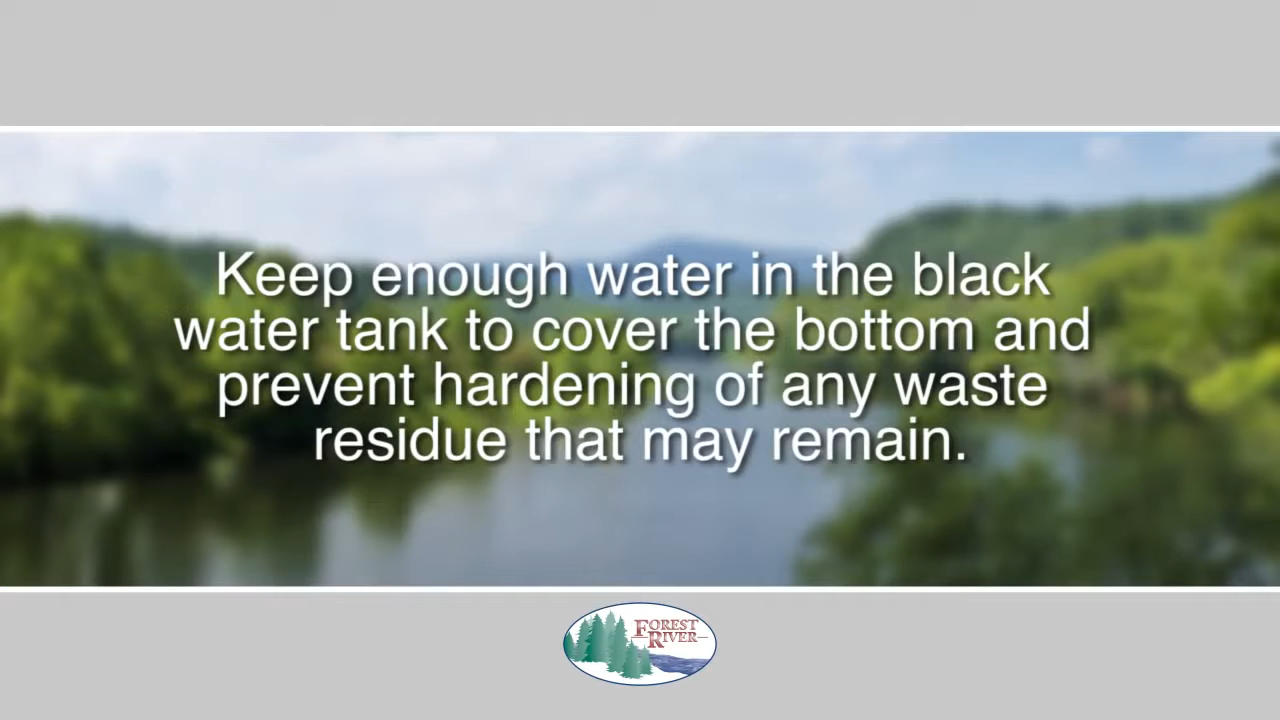 Keep enough water in the black
water tank to cover the bottom and
prevent hardening of any waste
residue that may remain.
FOREST
RIVER